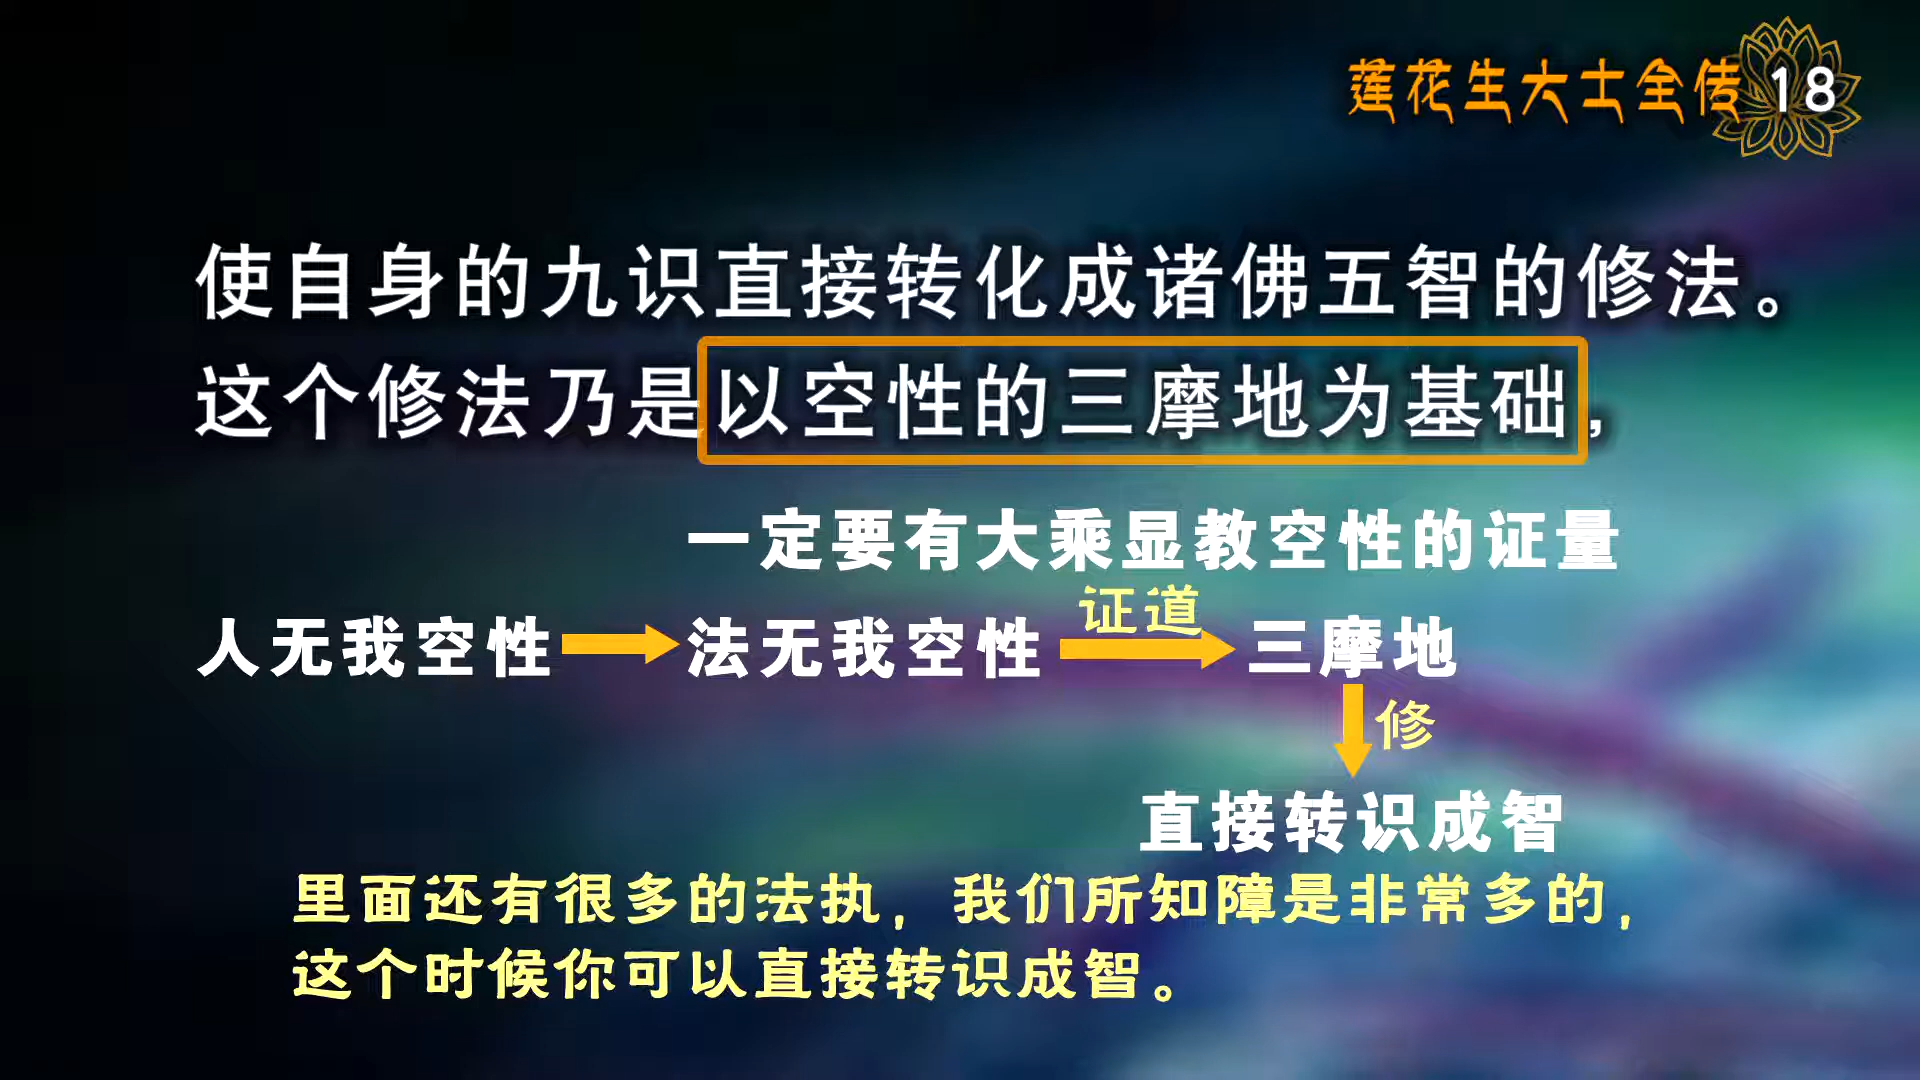 莲花生大士全传 18
使自身的九识直接转化成诸佛五智的修法。
这个修法乃是以空性的三摩地为基础，
一定要有大乘显教空性的证量
证道
人无我空性 法无我空性 三摩地
修
直接转识成智
里面还有很多的法执，我们所知障是非常多的，
这个时候你可以直接转识成智。